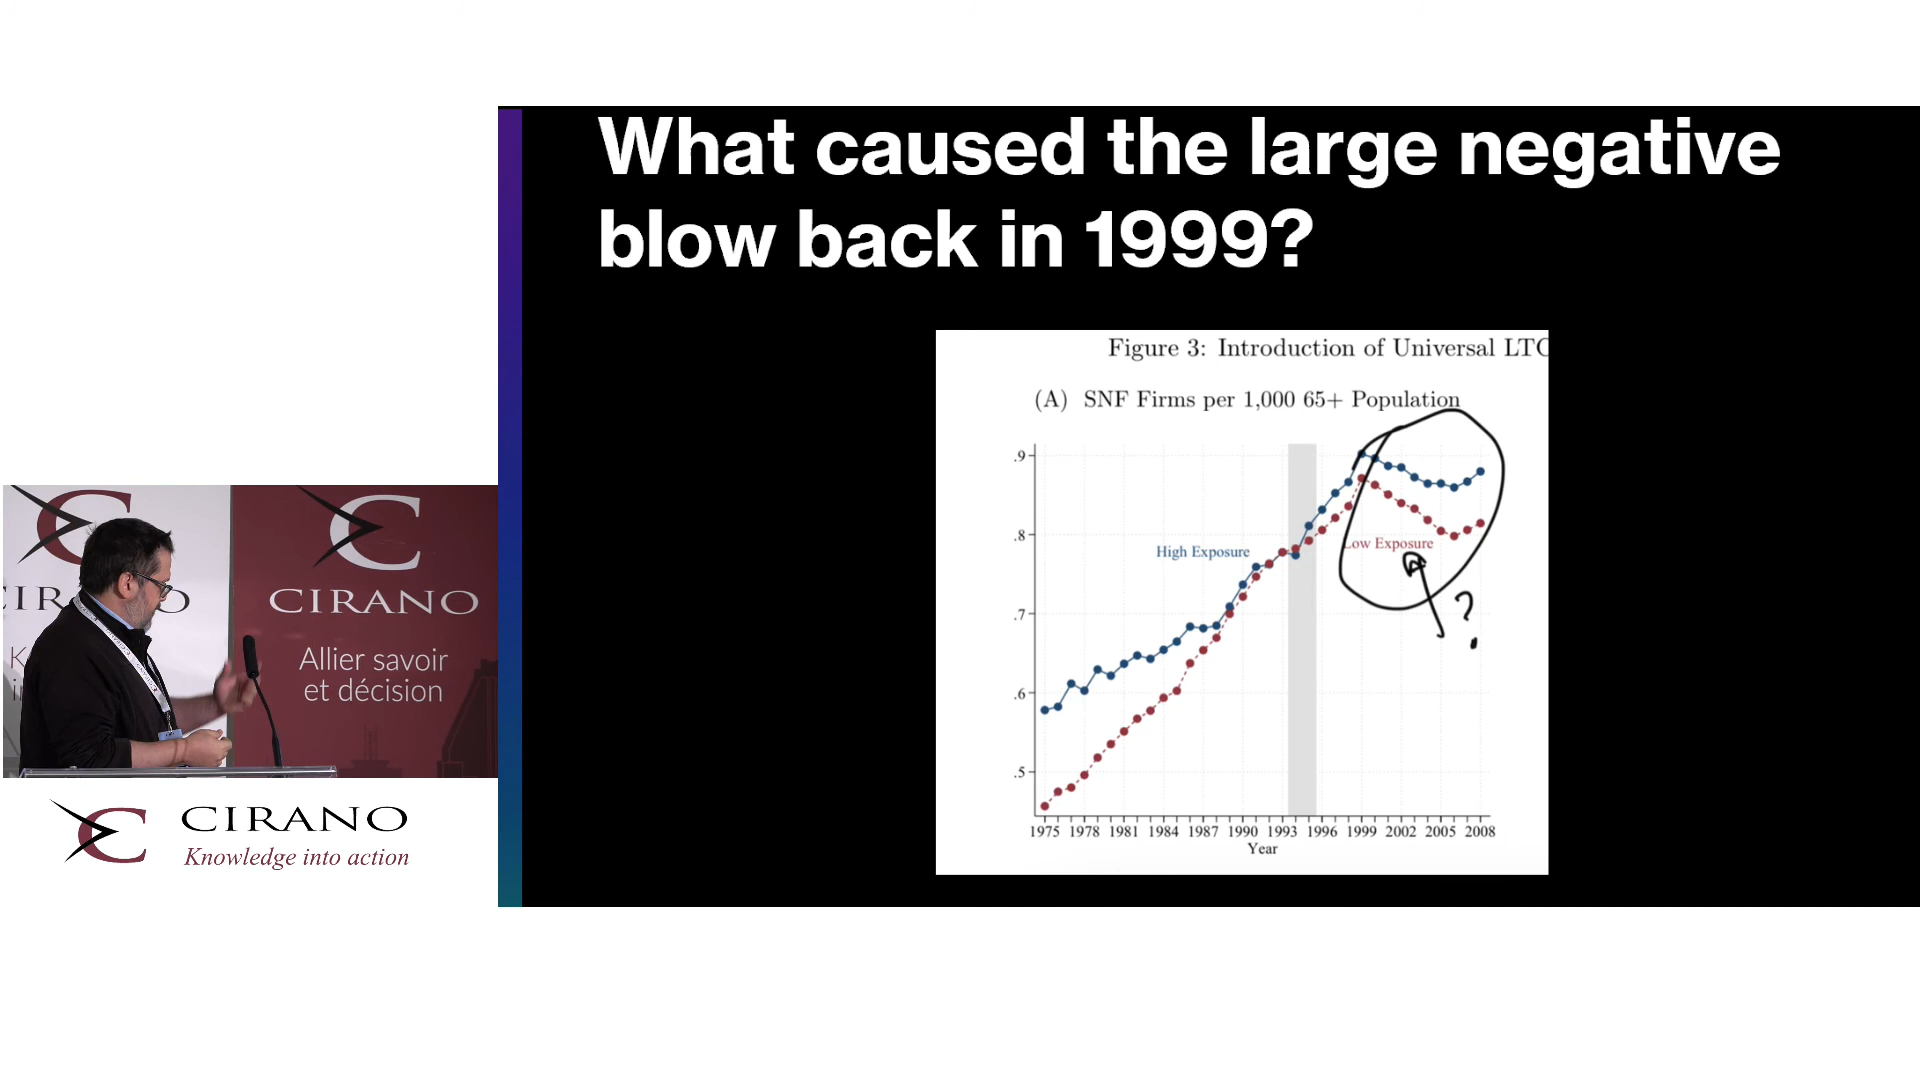 What caused the large negative
blow back in 1999?
Figure 3: Introduction of Universal LTC
(A) SNF Firms per 1,000 65+ Population
.9
.8
.7
.6
.5
High Exposure
Low Exposure
?
1975 1978 1981 1984 1987 1990 1993 1996 1999 2002 2005 2008
Year
CIRANO
Allier savoir
et décision
CIRANO
Knowledge into action